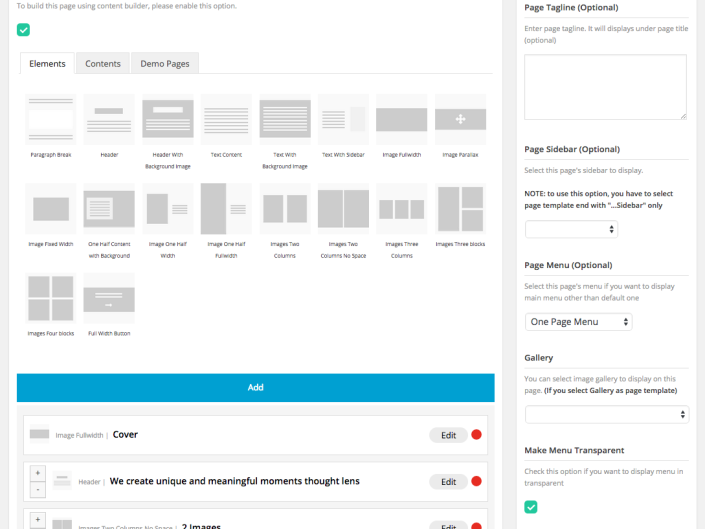 To build this page using content builder, please enable this option.
Elements
Contents
Demo Pages
Paragraph Break
Header
Header With
Background Image
Text Content
Text With
Background Image
Text With Sidebar
Image Fullwidth
Image Parallax
Image Fixed Width
One Half Content
with Background
Image One Half
Width
Image One Half
Fullwidth
Images Two
Columns
Images Two
Columns No Space
Images Three
Columns
Images Three blocks
Images Four blocks
Full Width Button
Add
Image Fullwidth | Cover
Edit
+
-
Header | We create unique and meaningful moments thought lens
Edit
+
Images Two Columns No Space | 2 Images
Edit
Page Tagline (Optional)
Enter page tagline. It will displays under page title
(optional)
Page Sidebar (Optional)
Select this page's sidebar to display.
NOTE: to use this option, you have to select
page template end with "...Sidebar" only
Page Menu (Optional)
Select this page's menu if you want to display
main menu other than default one
One Page Menu
Gallery
You can select image gallery to display on this
page. (If you select Gallery as page template)
Make Menu Transparent
Check this option if you want to display menu in
transparent